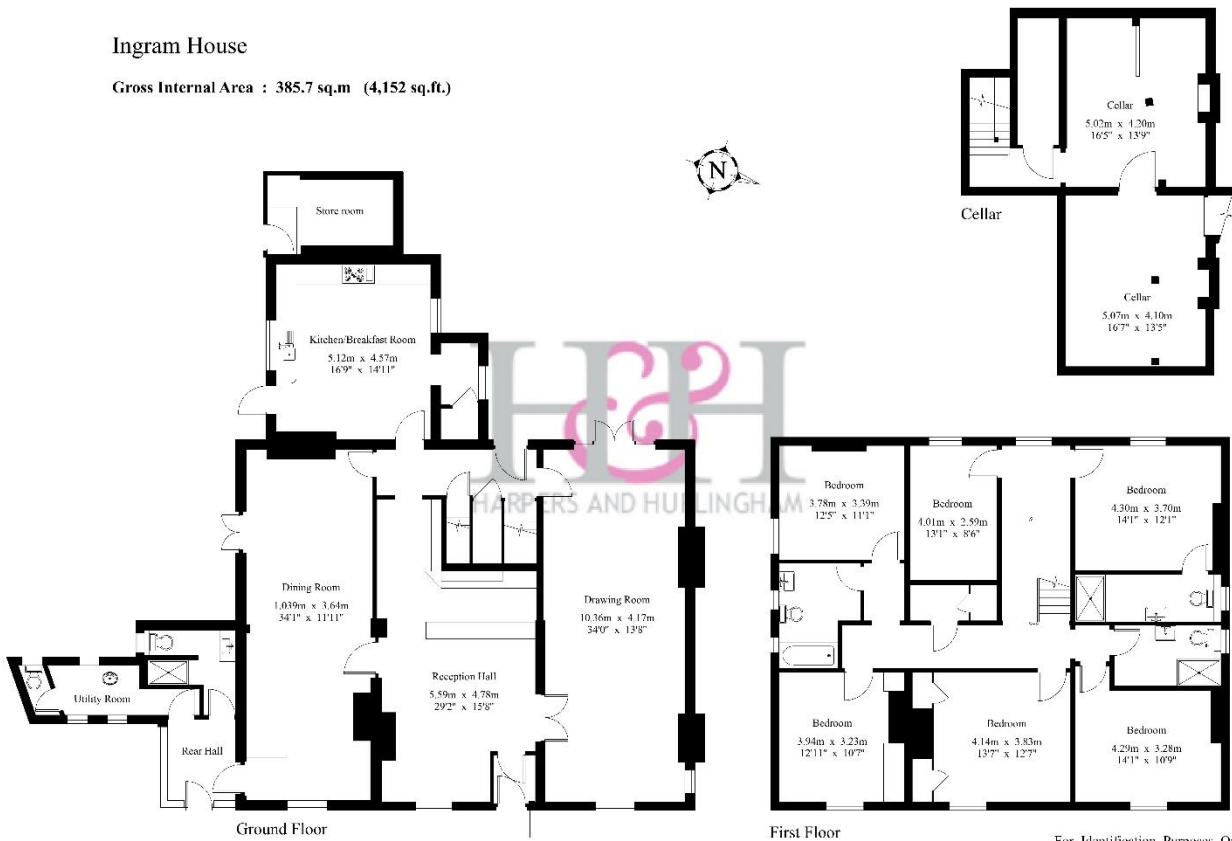 Ingram House
Gross Internal Area : 385.7 sq.m (4,152 sq.ft.)
N
Cellar
5.02m x 4.20m
16'5" x 13'9"
Cellar
Cellar
5.07m x 4.10m
16'7" x 13'5"
Store room
Kitchen/Breakfast Room
5.12m x 4.57m
16'9" x 14'11"
H&H
HARPERS AND HURLINGHAM
Dining Room
1.039m x 3.64m
34'1" x 11'11"
Drawing Room
10.36m x 4.17m
34'0" x 13'8"
Reception Hall
5.59m x 4.78m
29'2" x 15'8"
Utility Room
Rear Hall
Ground Floor
Bedroom
3.78m x 3.39m
12'5" x 11'1"
Bedroom
4.01m x 2.59m
13'1" x 8'6"
Bedroom
4.30m x 3.70m
14'1" x 12'1"
Bedroom
3.94m x 3.23m
12'11" x 10'7"
Bedroom
4.14m x 3.83m
13'7" x 12'7"
Bedroom
4.29m x 3.28m
14'1" x 10'9"
First Floor
For Identification Purposes